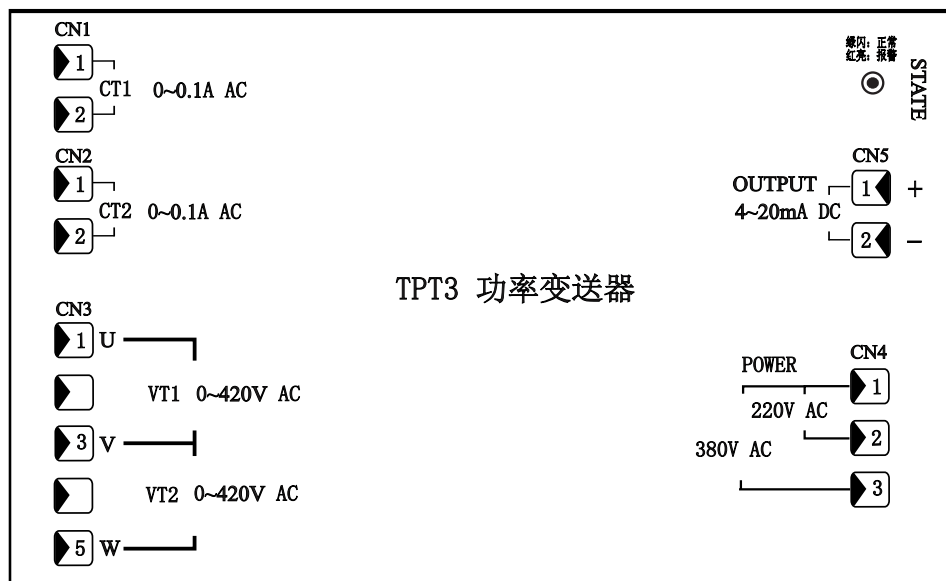 CN1
1
CT1 0~0.1A AC
2
CN2
1
CT2 0~0.1A AC
2
绿闪：正常
红亮：报警
STATE
CN5
OUTPUT
1 +
4~20mA DC
2 −
TPT3 功率变送器
CN3
1 U
VT1 0~420V AC
3 V
VT2 0~420V AC
5 W
CN4
POWER
1
220V AC
2
380V AC
3